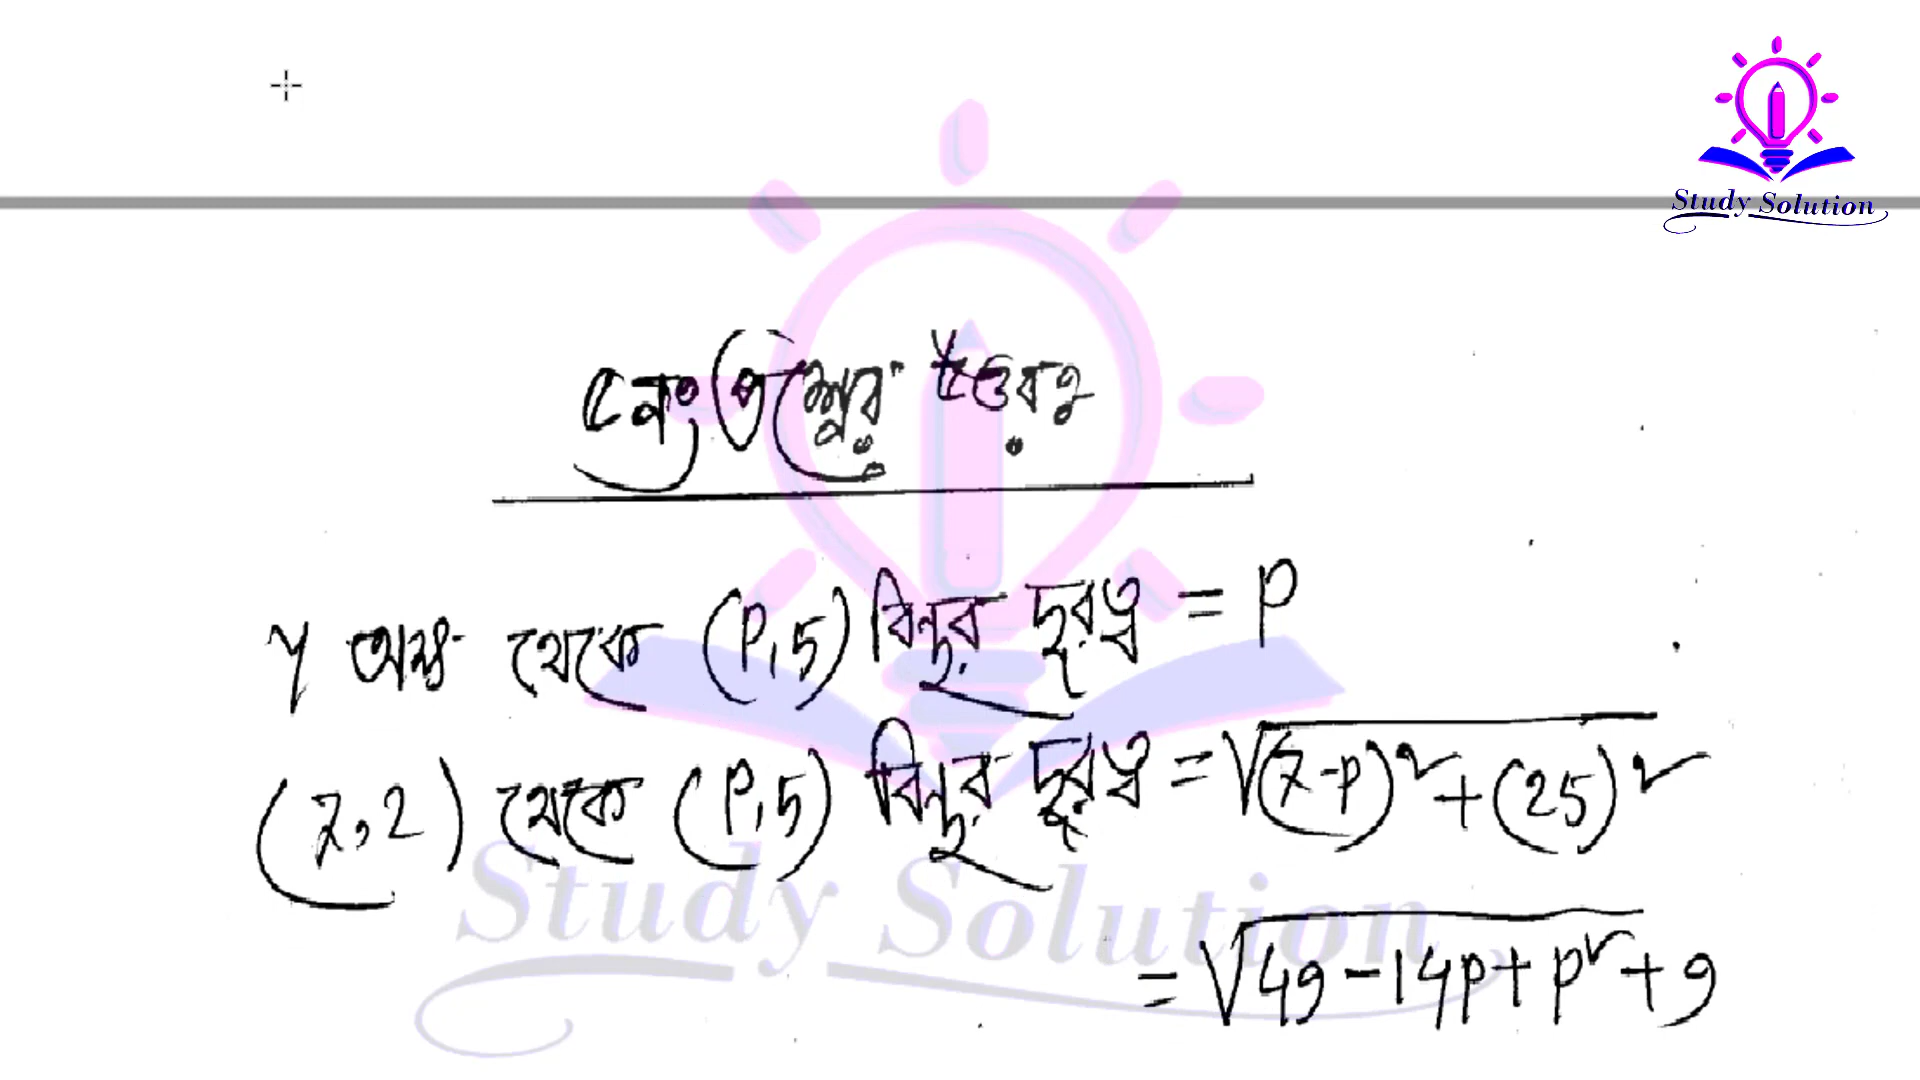 Study Solution
৫ নং প্রশ্নের উত্তরঃ
Y অক্ষ থেকে (P,5) বিন্দুর দূরত্ব = P
(7,2) থেকে (P,5) বিন্দুর দূরত্ব = √(7-P)² + (25)²
= √49-14P+P²+9
Study Solution